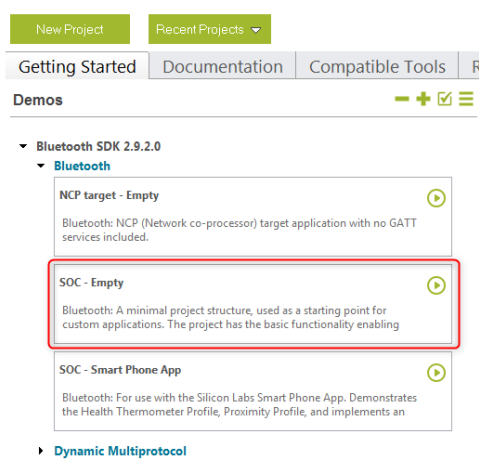 New Project Recent Projects
Getting Started Documentation Compatible Tools
Demos
Bluetooth SDK 2.9.2.0
Bluetooth
NCP target - Empty
Bluetooth: NCP (Network co-processor) target application with no GATT
services included.
SOC - Empty
Bluetooth: A minimal project structure, used as a starting point for
custom applications. The project has the basic functionality enabling
SOC - Smart Phone App
Bluetooth: For use with the Silicon Labs Smart Phone App. Demonstrates
the Health Thermometer Profile, Proximity Profile, and implements an
Dynamic Multiprotocol